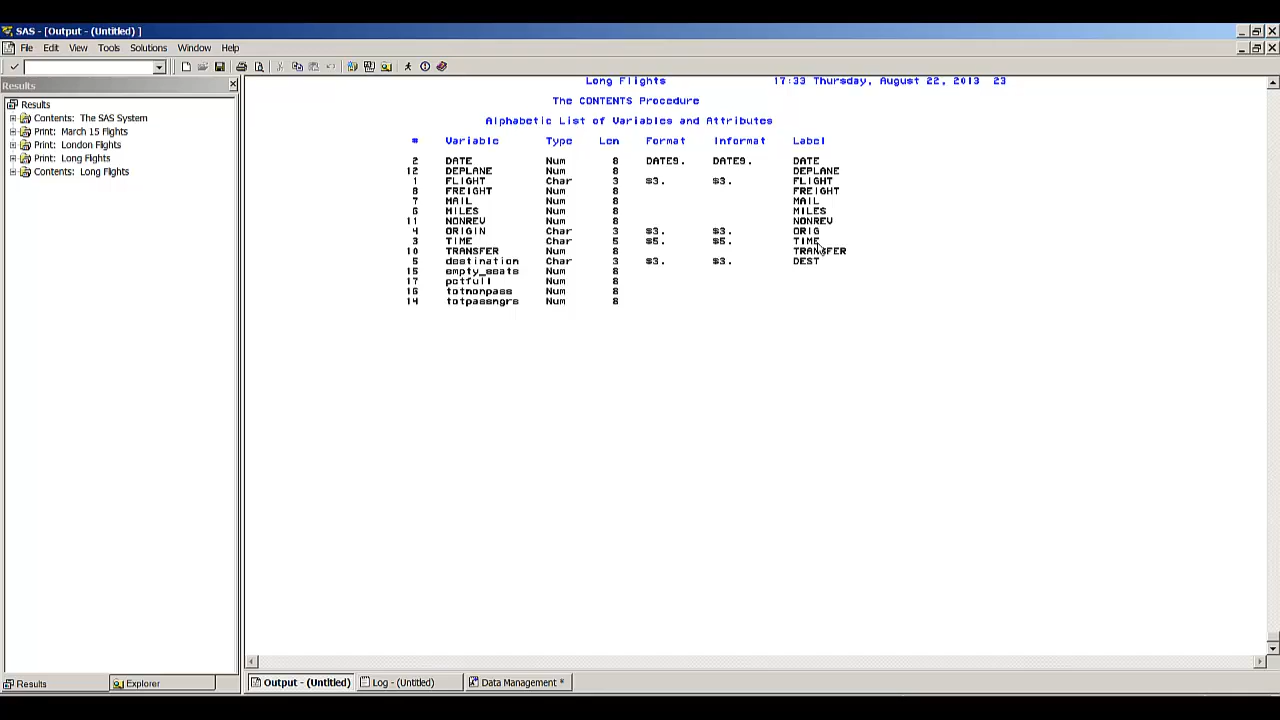 SAS - [Output - (Untitled) ]
File Edit View Tools Solutions Window Help
Results
Results
Contents: The SAS System
Print: March 15 Flights
Print: London Flights
Print: Long Flights
Contents: Long Flights
Long Flights 17:33 Thursday, August 22, 2013 23
The CONTENTS Procedure
Alphabetic List of Variables and Attributes
# Variable Type Len Format Informat Label
2 DATE Num 8 DATE9. DATE9. DATE
12 DEPLANE Num 8 DEPLANE
1 FLIGHT Char 3 $3. $3. FLIGHT
8 FREIGHT Num 8 FREIGHT
7 MAIL Num 8 MAIL
6 MILES Num 8 MILES
11 NONREV Num 8 NONREV
4 ORIGIN Char 3 $3. $3. ORIG
3 TIME Char 5 $5. $5. TIME
10 TRANSFER Num 8 TRANSFER
5 destination Char 3 $3. $3. DEST
15 empty_seats Num 8
17 pctfull Num 8
16 totnonpass Num 8
14 totpassngrs Num 8
Results Explorer Output - (Untitled) Log - (Untitled) Data Management *